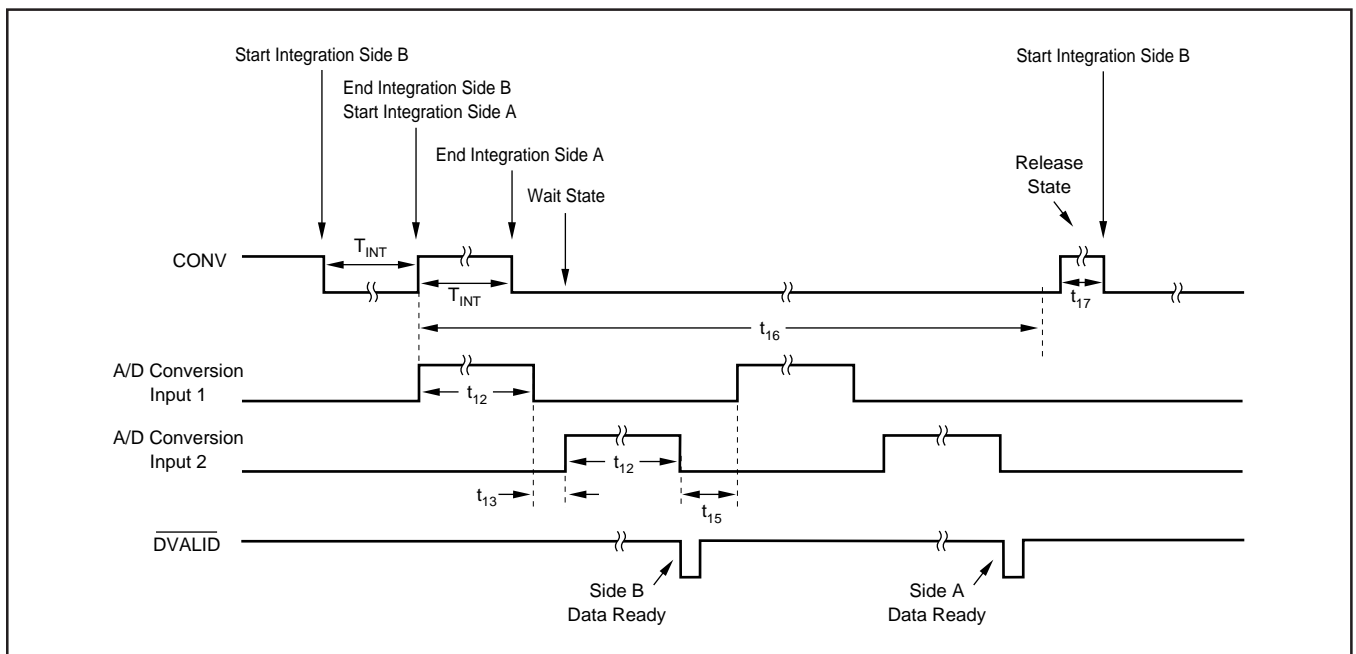 Start Integration Side B
Start Integration Side B
End Integration Side B
Start Integration Side A
End Integration Side A
Release
State
Wait State
CONV
T_INT
T_INT
t_17
t_16
A/D Conversion
Input 1
t_12
A/D Conversion
Input 2
t_12
t_13
t_15
DVALID
Side B
Data Ready
Side A
Data Ready